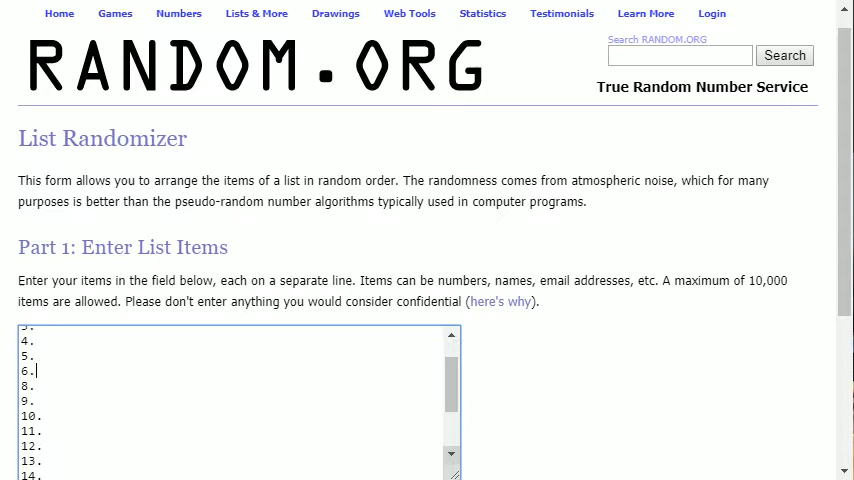 Home Games Numbers Lists & More Drawings Web Tools Statistics Testimonials Learn More Login
RANDOM.ORG
Search RANDOM.ORG
Search
True Random Number Service
List Randomizer
This form allows you to arrange the items of a list in random order. The randomness comes from atmospheric noise, which for many
purposes is better than the pseudo-random number algorithms typically used in computer programs.
Part 1: Enter List Items
Enter your items in the field below, each on a separate line. Items can be numbers, names, email addresses, etc. A maximum of 10,000
items are allowed. Please don't enter anything you would consider confidential (here's why).
4.
5.
6.
8.
9.
10.
11.
12.
13.
14.